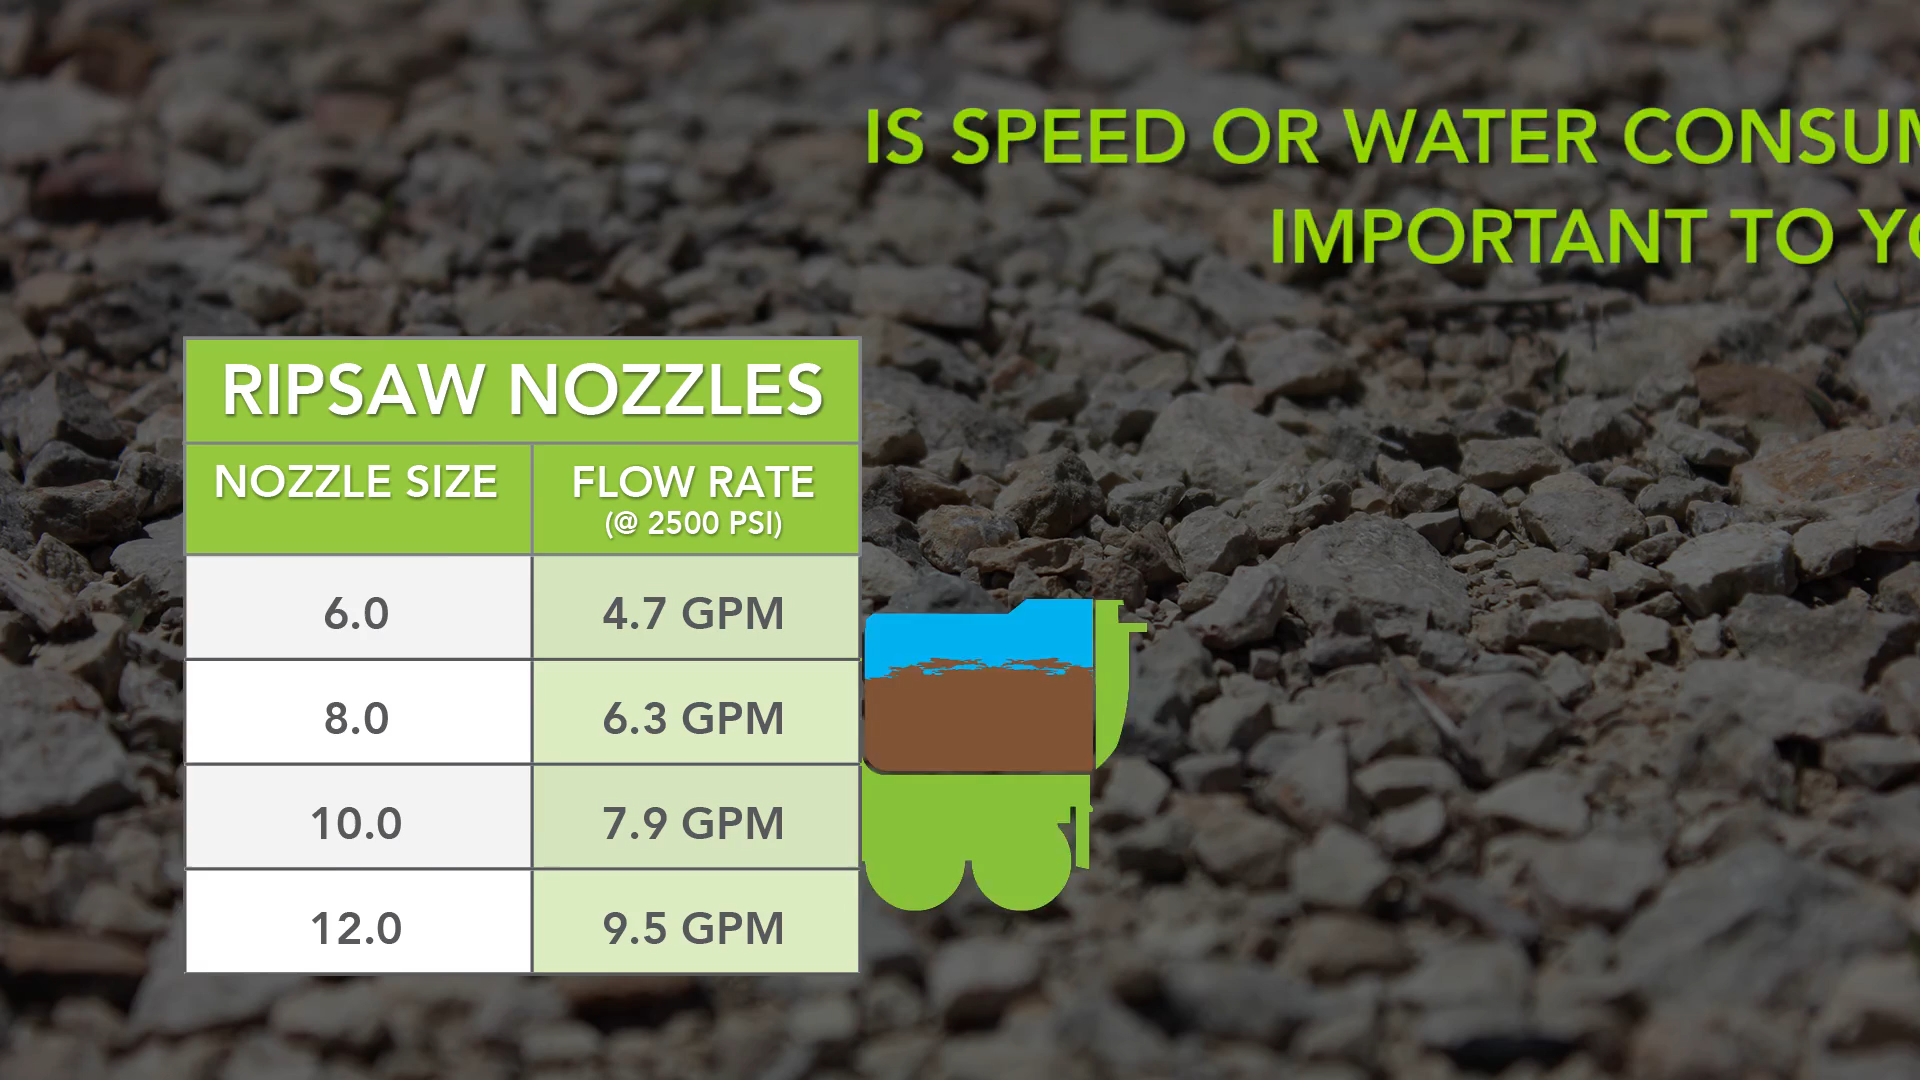 IS SPEED OR WATER
IMPORTANT TO
RIPSAW NOZZLES
NOZZLE SIZE FLOW RATE
(@ 2500 PSI)
6.0 4.7 GPM
8.0 6.3 GPM
10.0 7.9 GPM
12.0 9.5 GPM